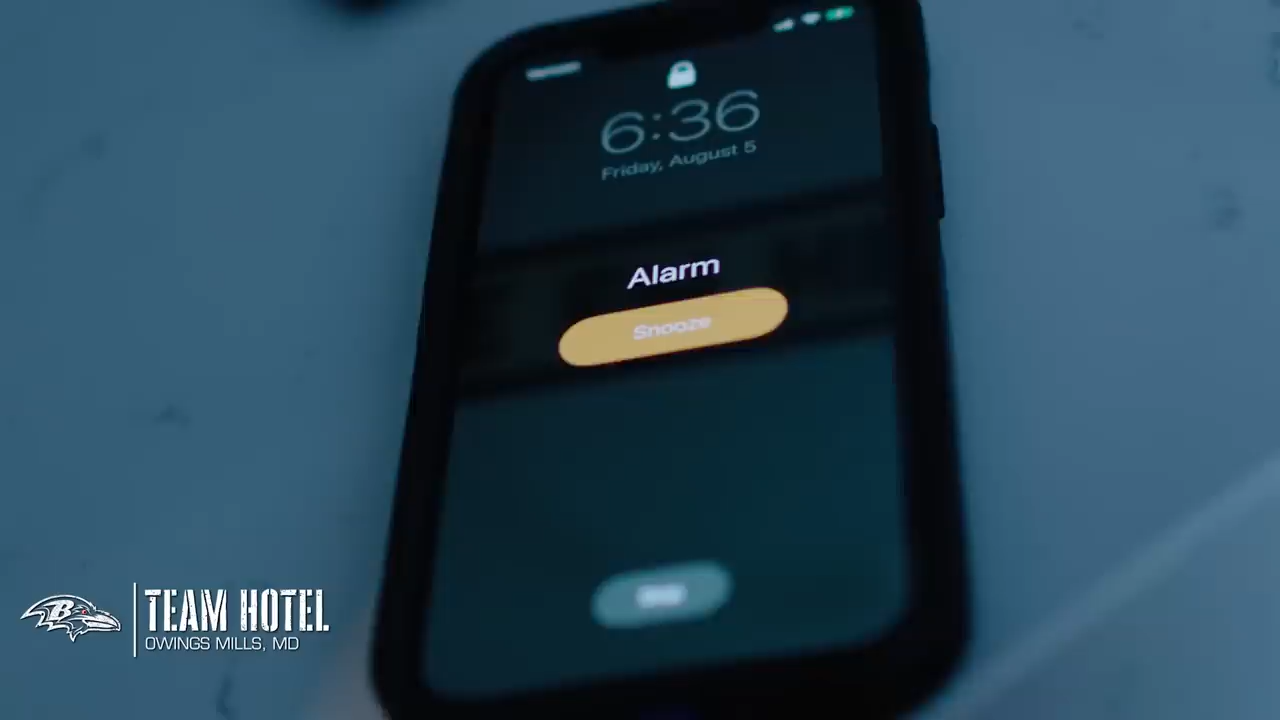 6:36
Friday, August 5
Alarm
Snooze
B
TEAM HOTEL
OWINGS MILLS, MD